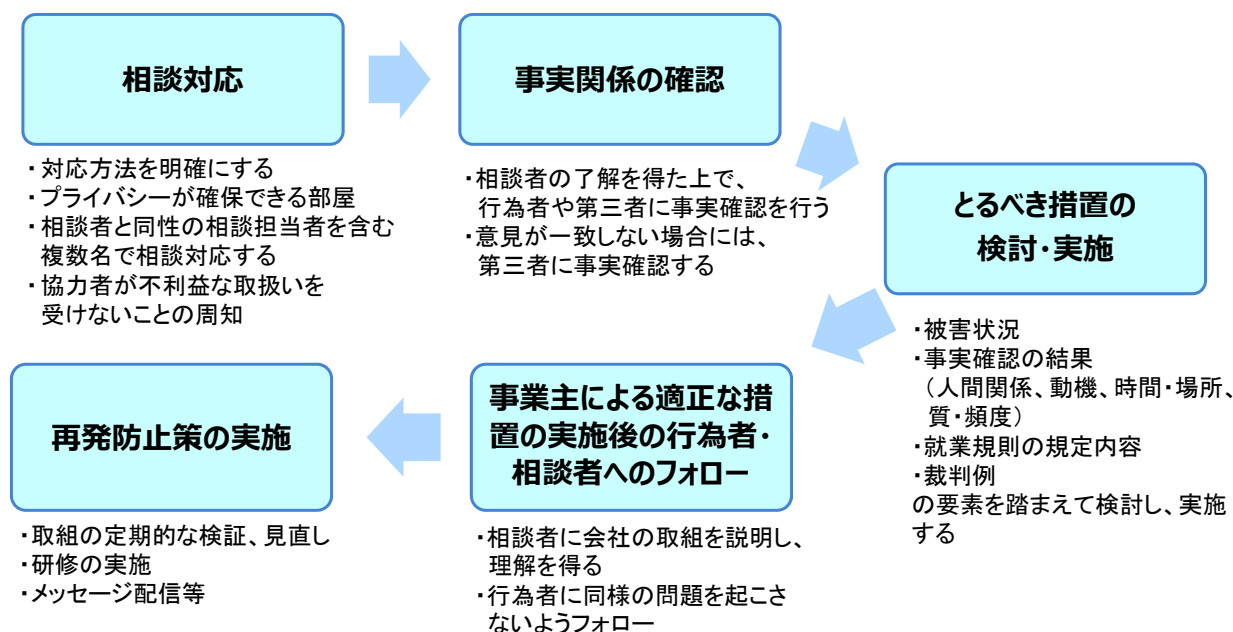 相談対応
・対応方法を明確にする
・プライバシーが確保できる部屋
・相談者と同性の相談担当者を含む
複数名で相談対応する
・協力者が不利益な取扱いを
受けないことの周知
事実関係の確認
・相談者の了解を得た上で、
行為者や第三者に事実確認を行う
・意見が一致しない場合には、
第三者に事実確認する
とるべき措置の
検討・実施
・被害状況
・事実確認の結果
（人間関係、動機、時間・場所、
質・頻度）
・就業規則の規定内容
・裁判例
の要素を踏まえて検討し、実施
する
事業主による適正な措
置の実施後の行為者・
相談者へのフォロー
・相談者に会社の取組を説明し、
理解を得る
・行為者に同様の問題を起こさ
ないようフォロー
再発防止策の実施
・取組の定期的な検証、見直し
・研修の実施
・メッセージ配信等